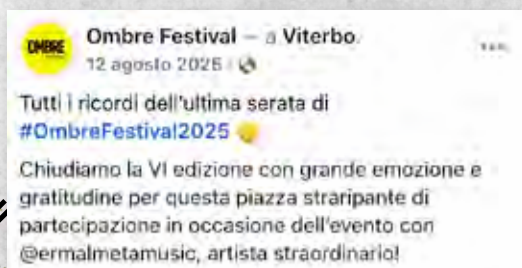 OMBRE
Ombre Festival – a Viterbo.
12 agosto 2025
Tutti i ricordi dell'ultima serata di
#OmbreFestival2025
Chiudiamo la VI edizione con grande emozione e
gratitudine per questa piazza straripante di
partecipazione in occasione dell'evento con
@ermalmetamusic, artista straordinario!